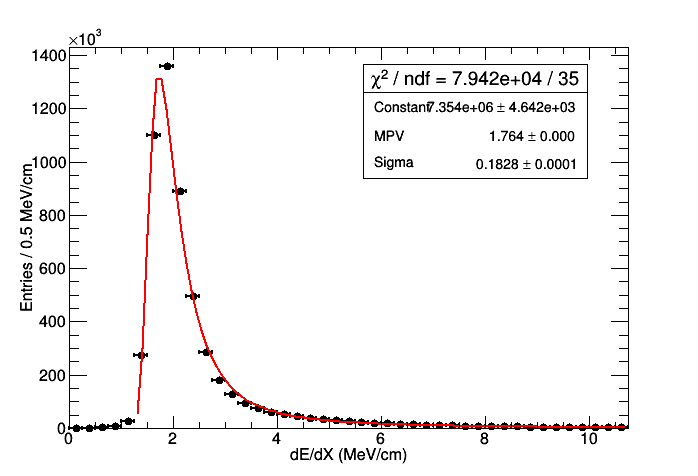 ×10³
1400
1200
1000
800
600
400
200
0
Entries / 0.5 MeV/cm
χ² / ndf = 7.942e+04 / 35
Constant 7.354e+06 ± 4.642e+03
MPV 1.764 ± 0.000
Sigma 0.1828 ± 0.0001
0 2 4 6 8 10
dE/dX (MeV/cm)